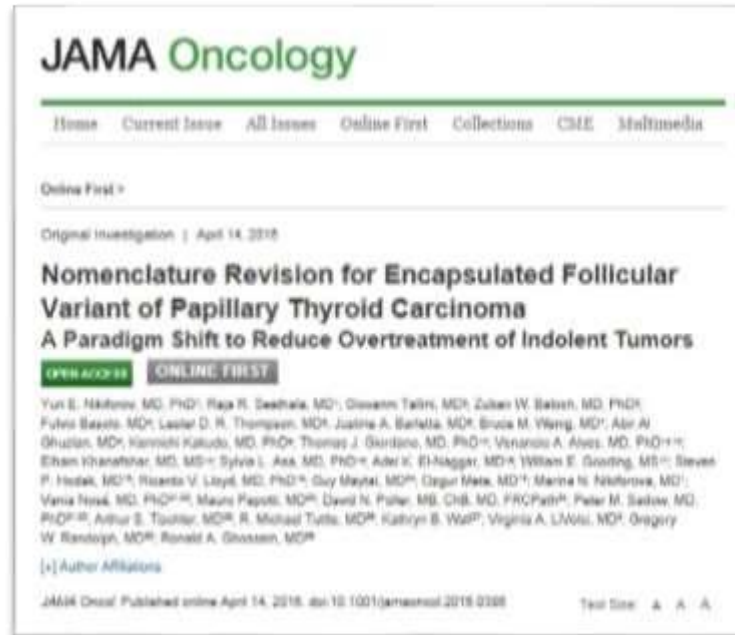 JAMA Oncology
Home Current Issue All Issues Online First Collections CME Multimedia
Online First >
Original Investigation | April 14, 2016
Nomenclature Revision for Encapsulated Follicular
Variant of Papillary Thyroid Carcinoma
A Paradigm Shift to Reduce Overtreatment of Indolent Tumors
OPEN ACCESS ONLINE FIRST
Yuri E. Nikiforov, MD, PhD; Raja R. Seethala, MD; Giovanni Tallini, MD; Zubair W. Baloch, MD, PhD;
Fulvio Basolo, MD; Lester D. R. Thompson, MD; Justine A. Barletta, MD; Bruce M. Wenig, MD; Abir Al
Ghuzlan, MD; Kennichi Kakudo, MD, PhD; Thomas J. Giordano, MD, PhD; Venancio A. Alves, MD, PhD;
Elham Khanafshar, MD, MS; Sylvia L. Asa, MD, PhD; Adel K. El-Naggar, MD; William E. Gooding, MS; Steven
P. Hodak, MD; Ricardo V. Lloyd, MD, PhD; Guy Maytal, MD; Ozgur Mete, MD; Marina N. Nikiforova, MD;
Vania Nosé, MD, PhD; Mauro Papotti, MD; David N. Poller, MB, ChB, MD, FRCPath; Peter M. Sadow, MD,
PhD; Arthur S. Tischler, MD; R. Michael Tuttle, MD; Kathryn B. Wall; Virginia A. LiVolsi, MD; Gregory
W. Randolph, MD; Ronald A. Ghossein, MD
[+] Author Affiliations
JAMA Oncol. Published online April 14, 2016. doi:10.1001/jamaoncol.2016.0386 Text Size: A A A